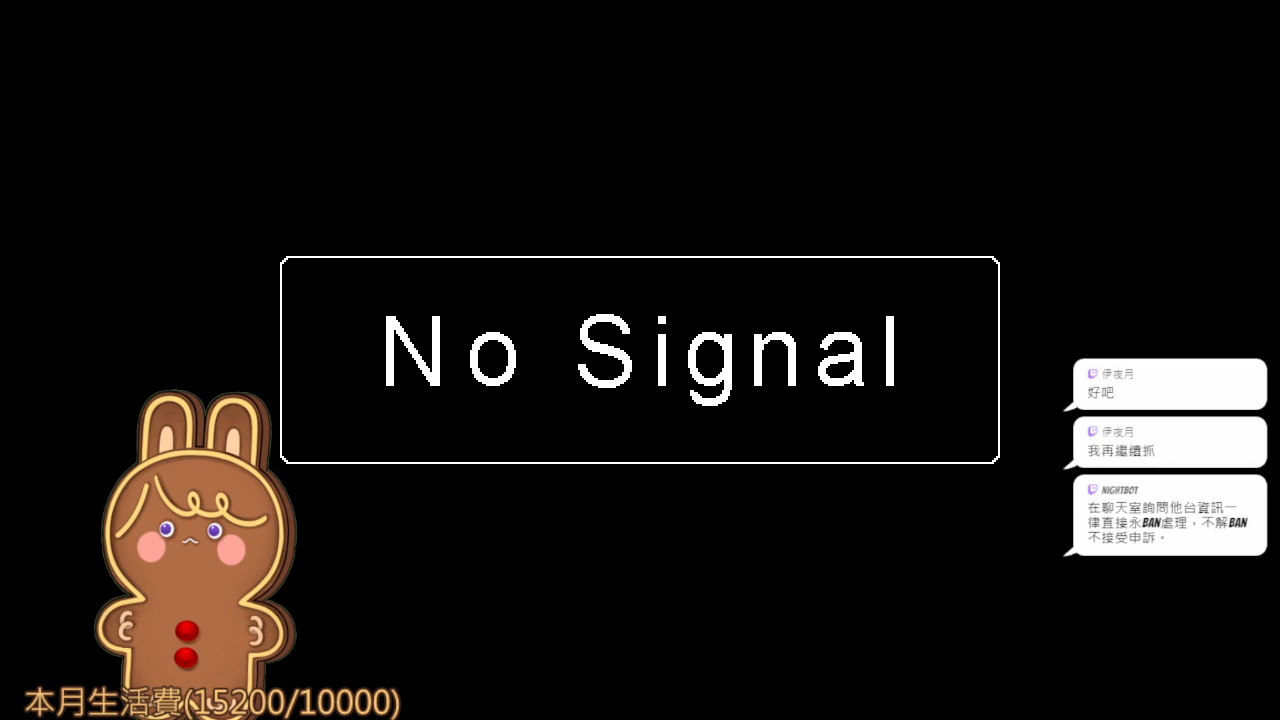 No Signal
伊夜月
好吧
伊夜月
我再繼續抓
NIGHTBOT
在聊天室詢問他台資訊一
律直接永BAN處理，不解BAN
不接受申訴。
本月生活費(15200/10000)